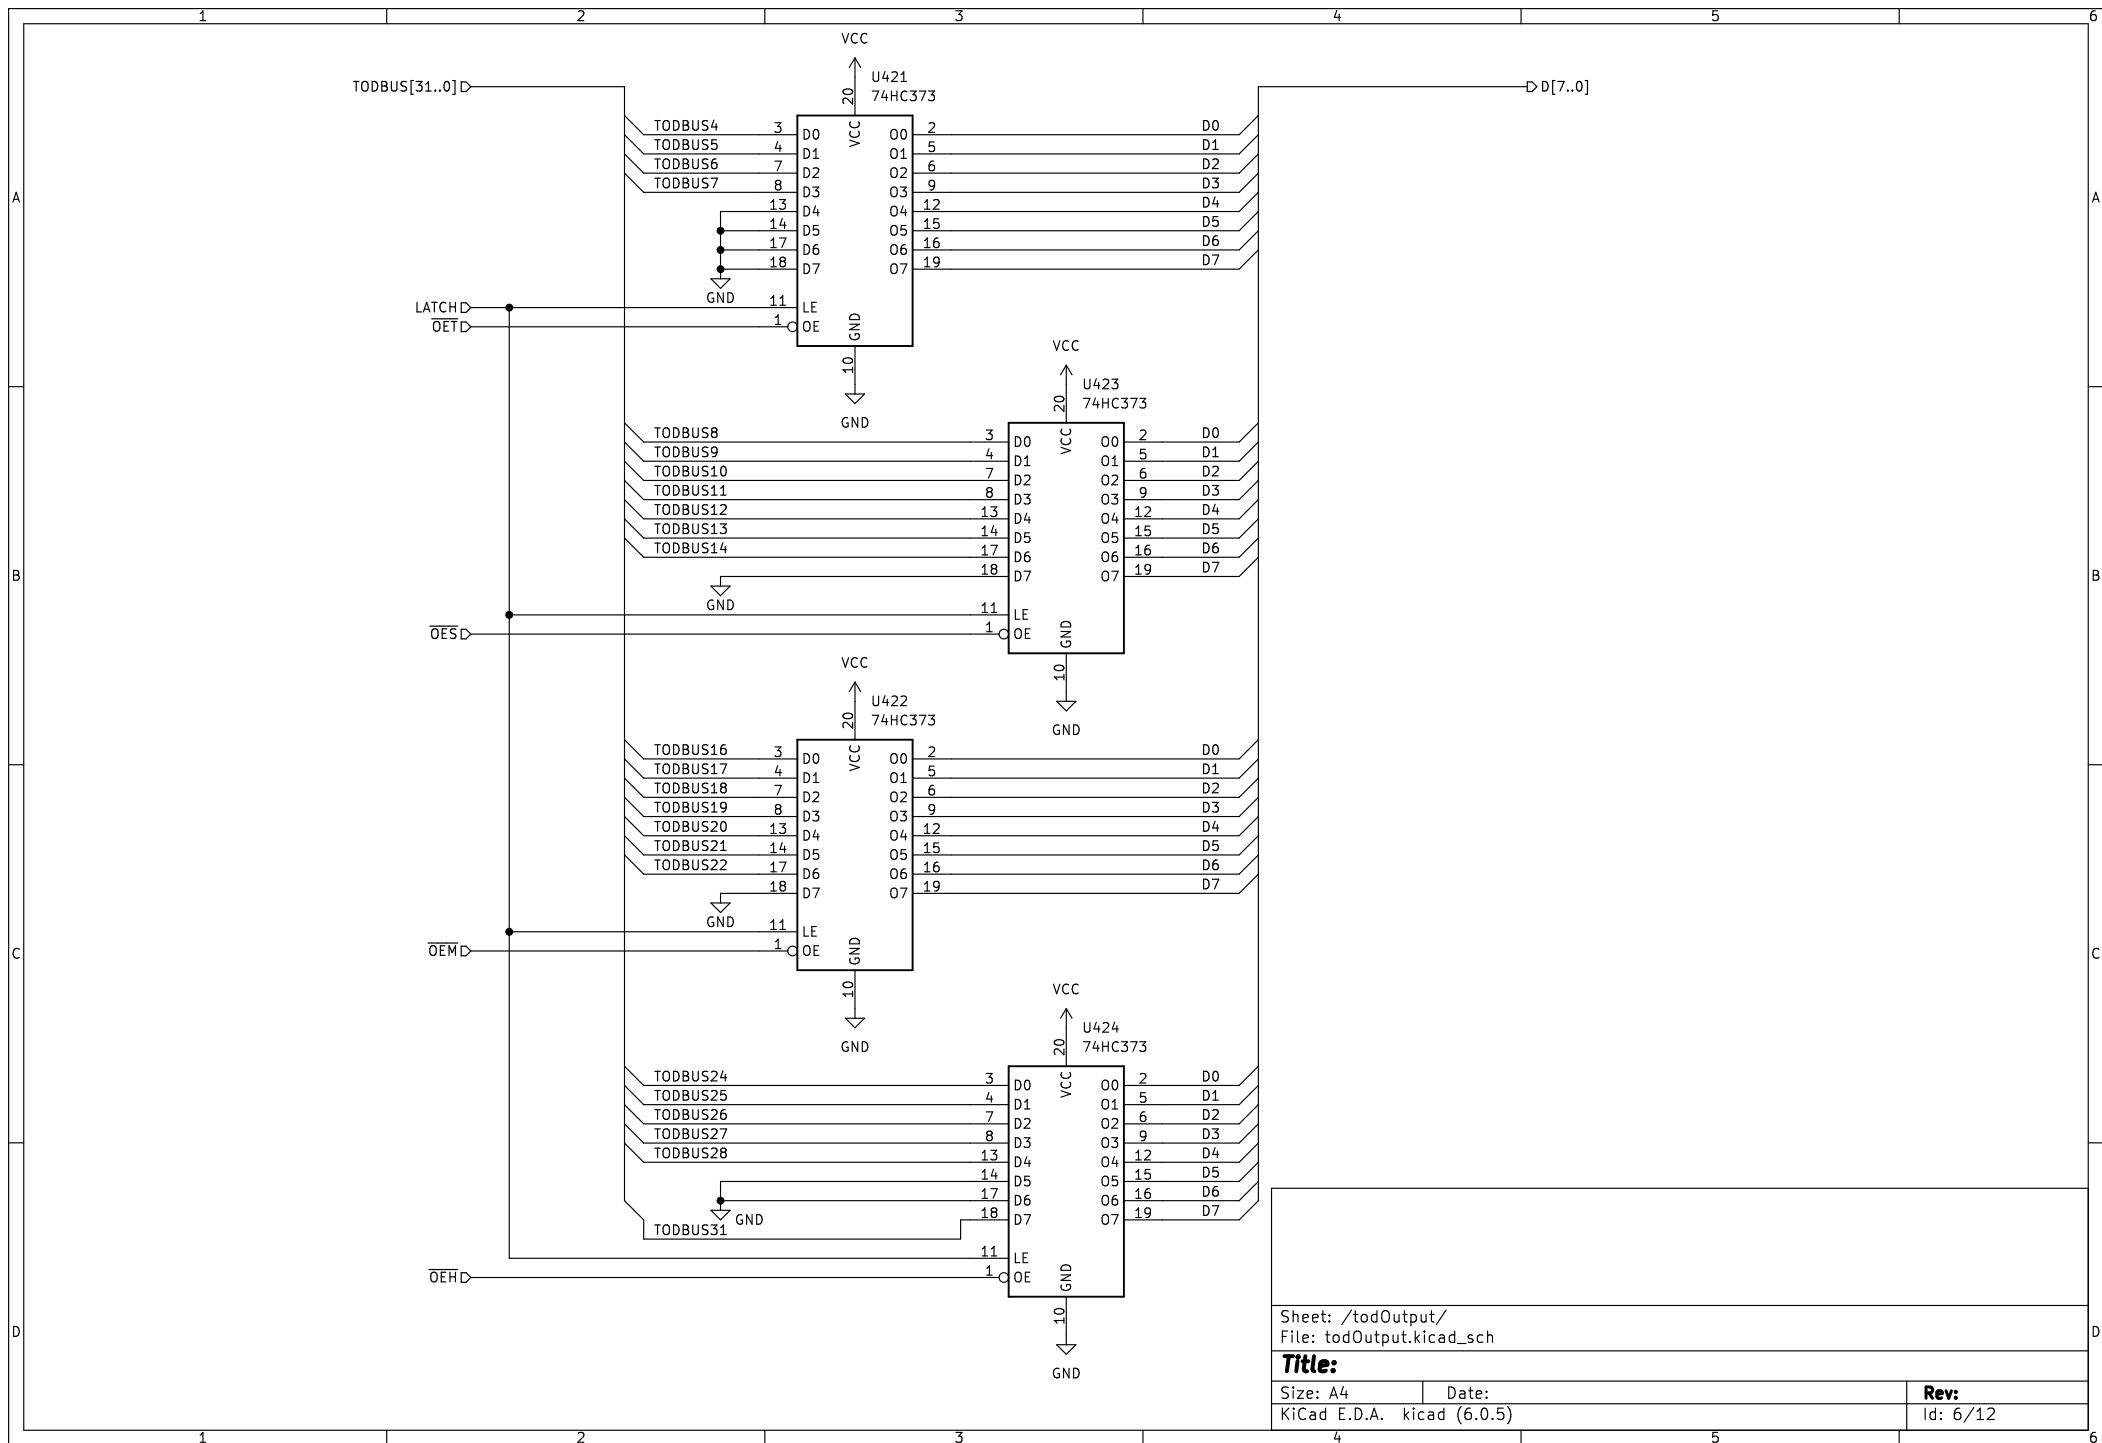 1 2 3 4 5 6
VCC
U421
74HC373
TODBUS[31..0]
D[7..0]
20
VCC
TODBUS4 3 D0 O0 2 D0
TODBUS5 4 D1 O1 5 D1
TODBUS6 7 D2 O2 6 D2
TODBUS7 8 D3 O3 9 D3
13 D4 O4 12 D4
14 D5 O5 15 D5
17 D6 O6 16 D6
18 D7 O7 19 D7
GND
A A
LATCH 11 LE
OET 1 OE
GND
10
GND
VCC
U423
74HC373
20
VCC
TODBUS8 3 D0 O0 2 D0
TODBUS9 4 D1 O1 5 D1
TODBUS10 7 D2 O2 6 D2
TODBUS11 8 D3 O3 9 D3
TODBUS12 13 D4 O4 12 D4
TODBUS13 14 D5 O5 15 D5
TODBUS14 17 D6 O6 16 D6
18 D7 O7 19 D7
GND
B B
11 LE
OES 1 OE
GND
10
GND
VCC
U422
74HC373
20
VCC
TODBUS16 3 D0 O0 2 D0
TODBUS17 4 D1 O1 5 D1
TODBUS18 7 D2 O2 6 D2
TODBUS19 8 D3 O3 9 D3
TODBUS20 13 D4 O4 12 D4
TODBUS21 14 D5 O5 15 D5
TODBUS22 17 D6 O6 16 D6
18 D7 O7 19 D7
GND
11 LE
OEM 1 OE
C C
GND
10
GND
VCC
U424
74HC373
20
VCC
TODBUS24 3 D0 O0 2 D0
TODBUS25 4 D1 O1 5 D1
TODBUS26 7 D2 O2 6 D2
TODBUS27 8 D3 O3 9 D3
TODBUS28 13 D4 O4 12 D4
14 D5 O5 15 D5
17 D6 O6 16 D6
GND 18 D7 O7 19 D7
TODBUS31
11 LE
OEH 1 OE
GND
10
GND
D D
Sheet: /todOutput/
File: todOutput.kicad_sch
Title:
Size: A4 Date: Rev:
KiCad E.D.A. kicad (6.0.5) Id: 6/12
1 2 3 4 5 6